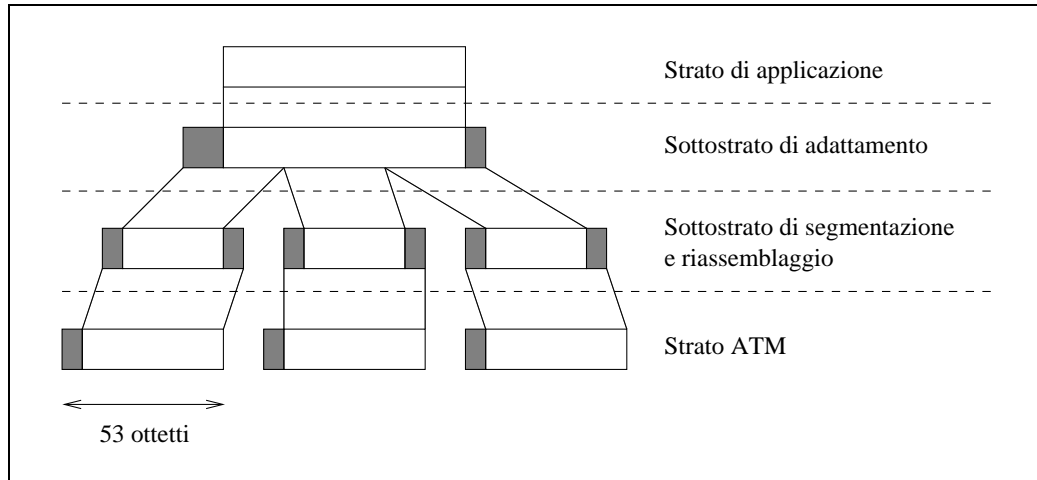 Strato di applicazione
Sottostrato di adattamento
Sottostrato di segmentazione
e riassemblaggio
Strato ATM
53 ottetti